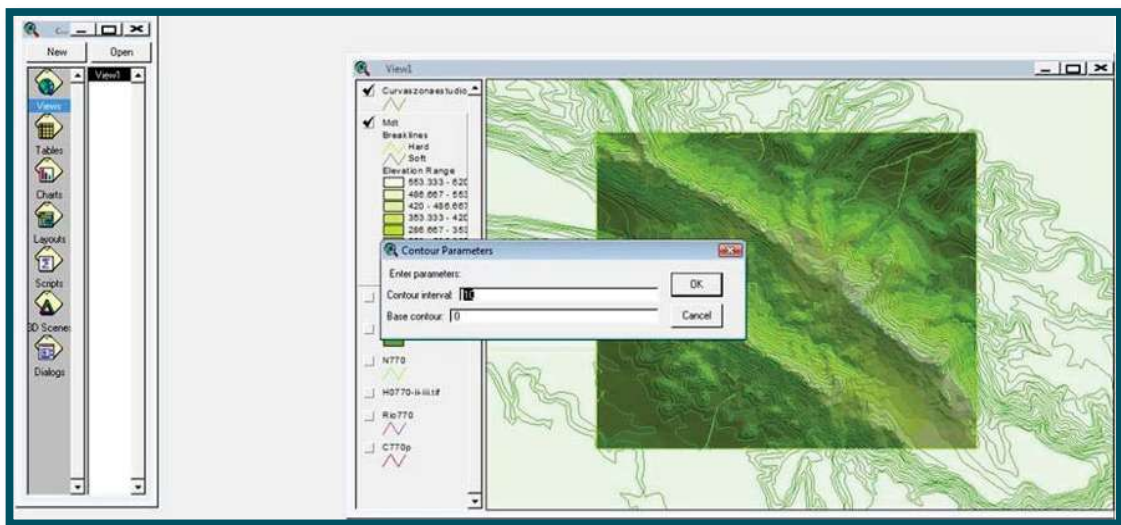 New
Open
View1
Views
Tables
Charts
Layouts
Scripts
3D Scene
Dialogs
View1
Curvaszonaestudio
Mdt
Breaklines
Hard
Soft
Elevation Range
553.333 - 620
486.667 - 553
420 - 486.667
353.333 - 420
286.667 - 353
N770
H0770-ii-iii.tif
Rio770
C770p
Contour Parameters
Enter parameters:
Contour interval: 10
Base contour: 0
OK
Cancel